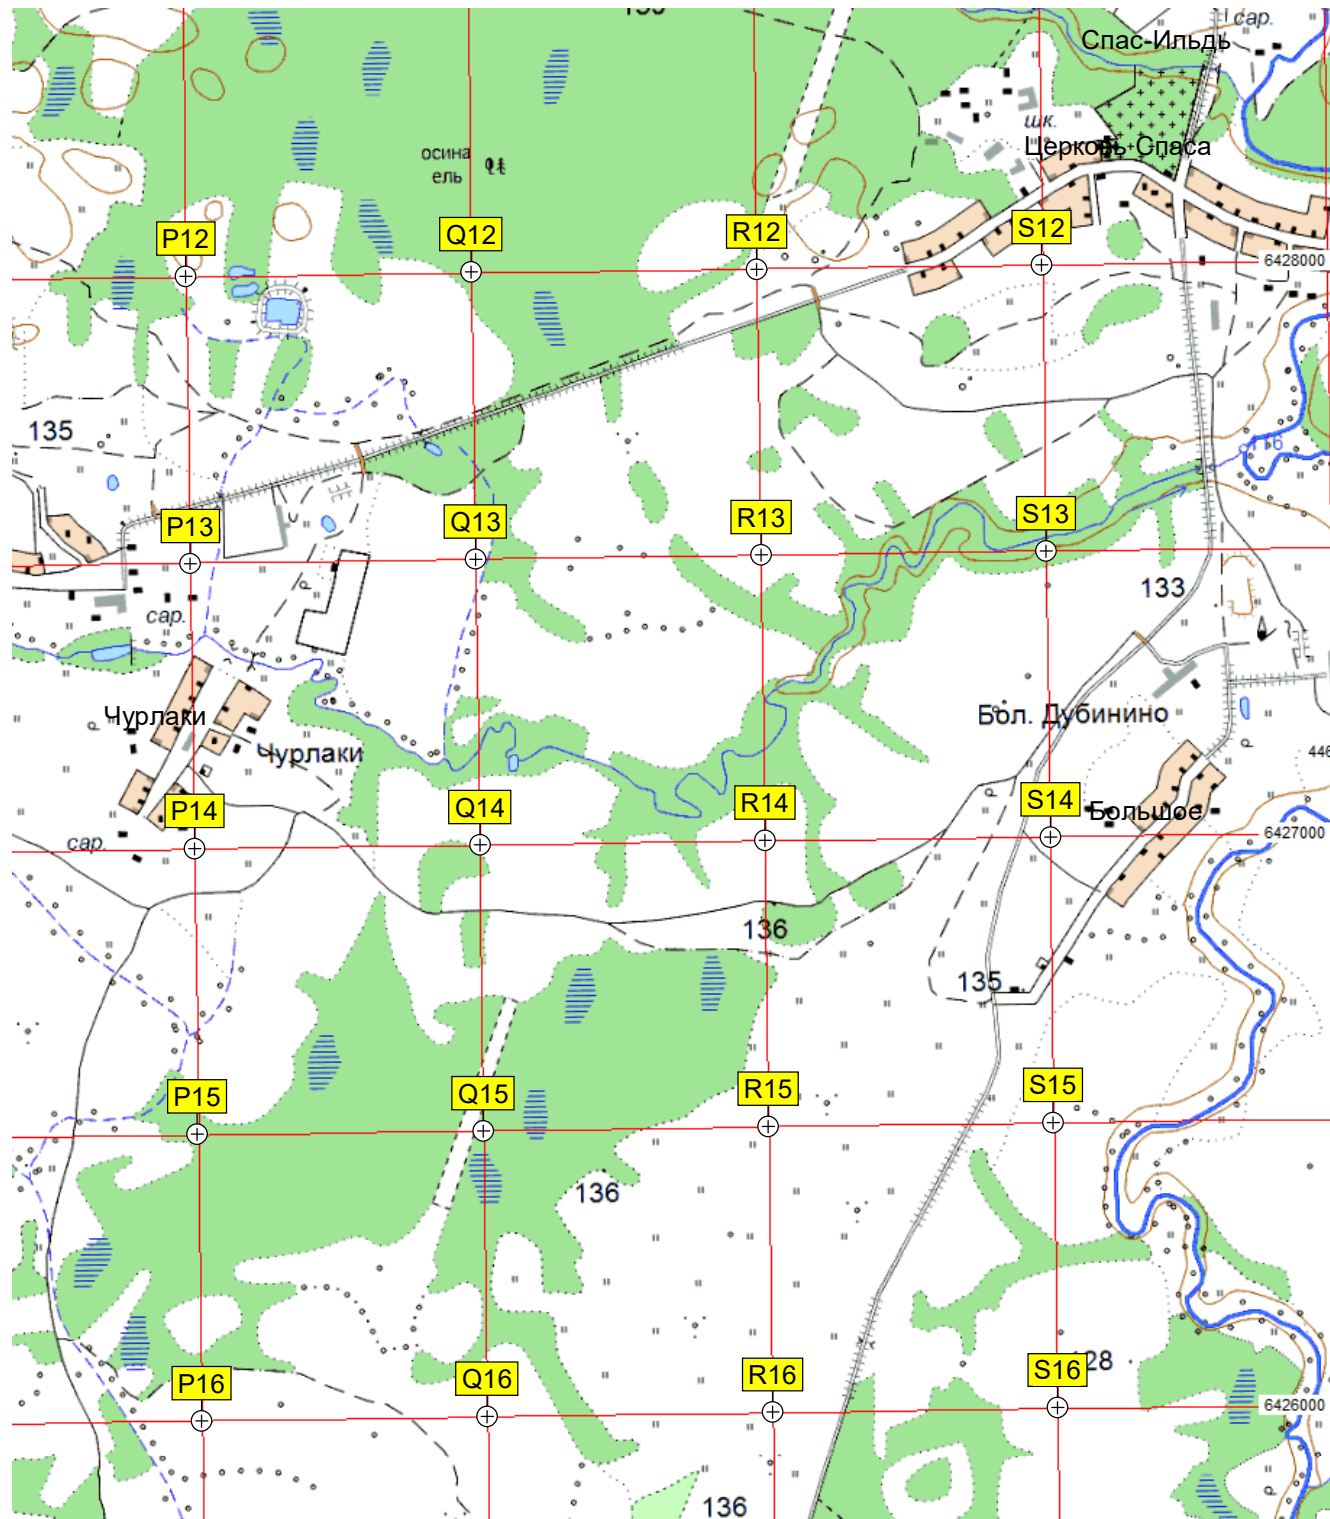 сар.
Спас-Ильдь
шк.
Церковь Спаса
осина
ель
P12
Q12
R12
S12
6428000
135
116
P13
Q13
R13
S13
133
сар.
Чурлаки
Чурлаки
Бол. Дубинино
446
P14
Q14
R14
S14
Большое
6427000
сар.
136
135
P15
Q15
R15
S15
136
P16
Q16
R16
S16
128
6426000
136